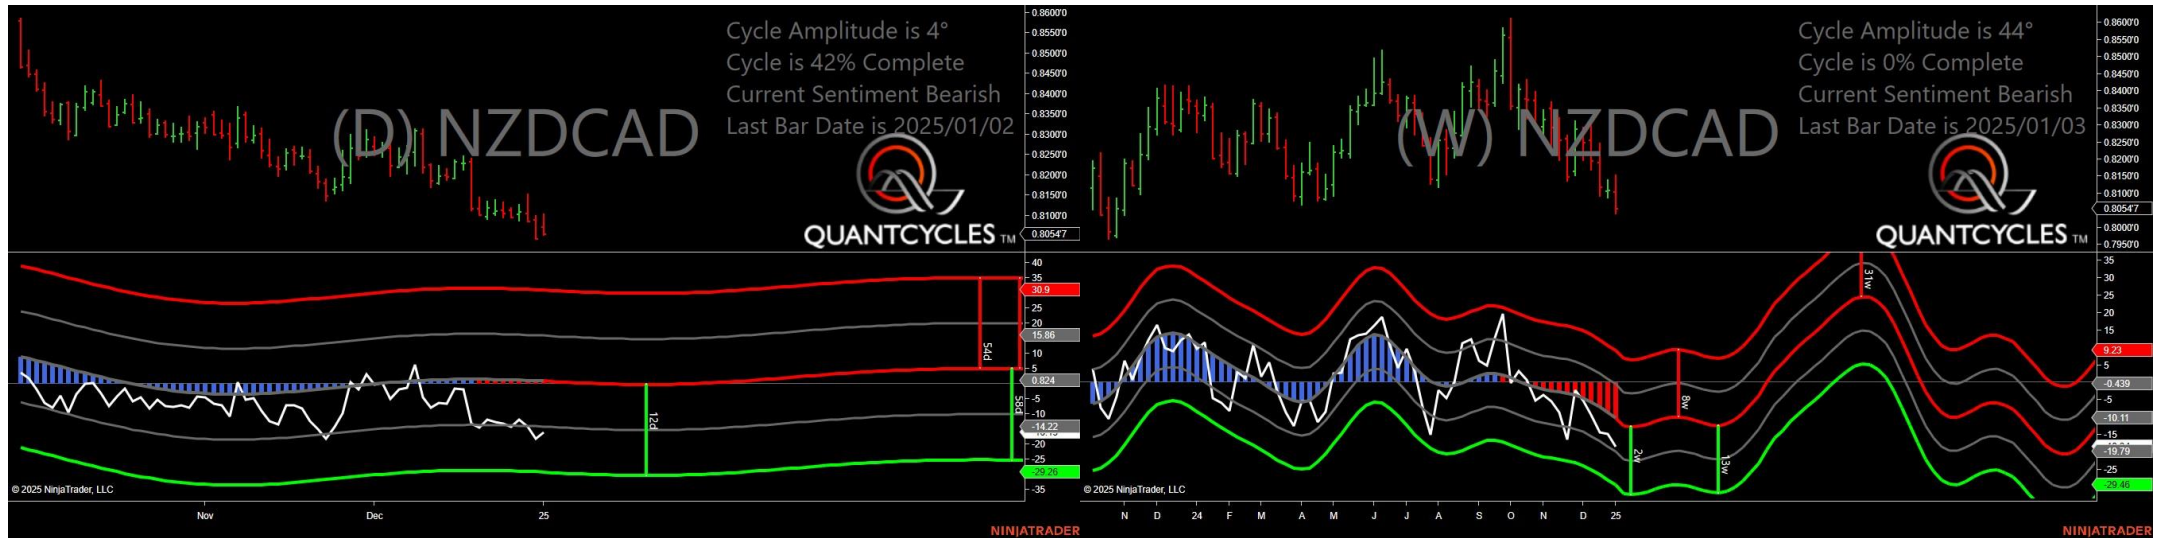 Cycle Amplitude is 4°
Cycle is 42% Complete
Current Sentiment Bearish
Last Bar Date is 2025/01/02
(D) NZDCAD
QUANTCYCLES TM
0.8600'0
0.8550'0
0.8500'0
0.8450'0
0.8400'0
0.8350'0
0.8300'0
0.8250'0
0.8200'0
0.8150'0
0.8100'0
0.8054'7
40
35
30.9
25
20
15.86
10
5
0.824
-5
-10
-14.22
-20
-25
-29.26
-35
54d
58d
12d
© 2025 NinjaTrader, LLC
Nov
Dec
25
NINJATRADER
Cycle Amplitude is 44°
Cycle is 0% Complete
Current Sentiment Bearish
Last Bar Date is 2025/01/03
(W) NZDCAD
QUANTCYCLES TM
0.8600'0
0.8550'0
0.8500'0
0.8450'0
0.8400'0
0.8350'0
0.8300'0
0.8250'0
0.8200'0
0.8150'0
0.8100'0
0.8054'7
0.8000'0
0.7950'0
35
30
25
20
15
9.23
5
-0.439
-5
-10.11
-15
-19.79
-25
-29.46
31w
8w
2w
13w
© 2025 NinjaTrader, LLC
N
D
24
F
M
A
M
J
J
A
S
O
N
D
25
NINJATRADER